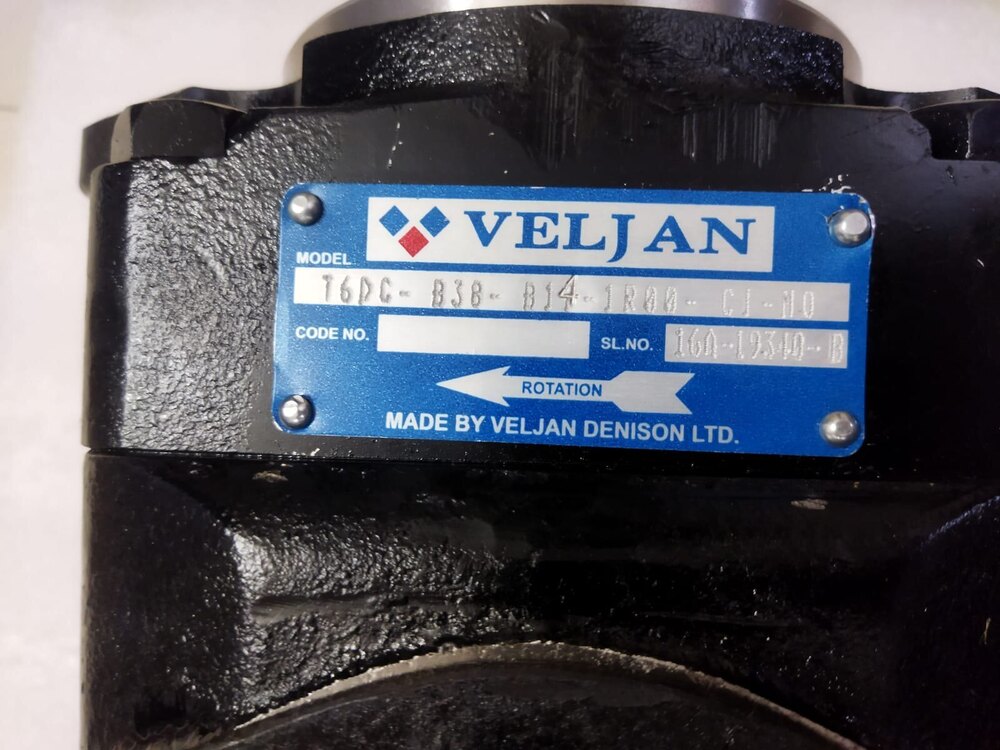 VELJAN
MODEL
T6DC- B38- B14-1R00- C1-M0
CODE NO.
SL.NO. 16A-19340-B
ROTATION
MADE BY VELJAN DENISON LTD.